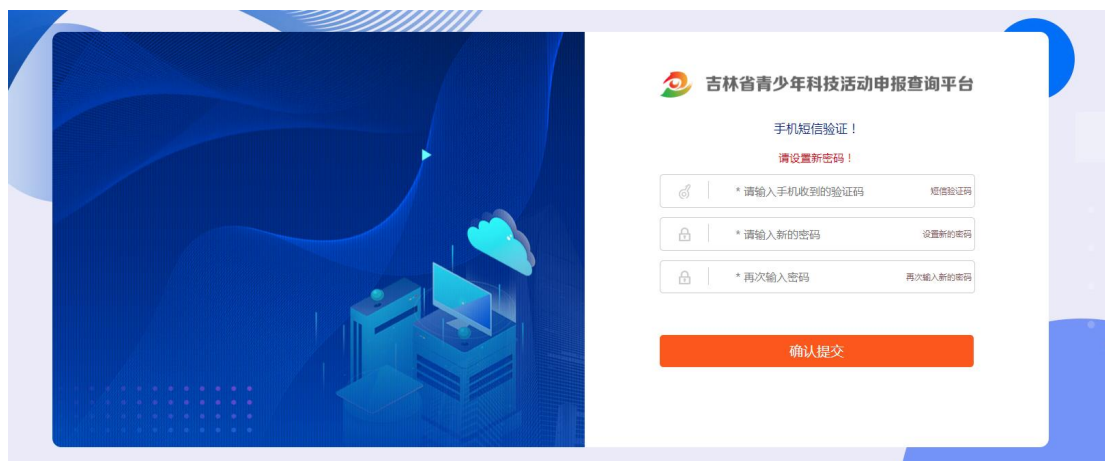 吉林省青少年科技活动申报查询平台
手机短信验证！
请设置新密码！
* 请输入手机收到的验证码 短信验证码
* 请输入新的密码 设置新的密码
* 再次输入密码 再次输入新的密码
确认提交